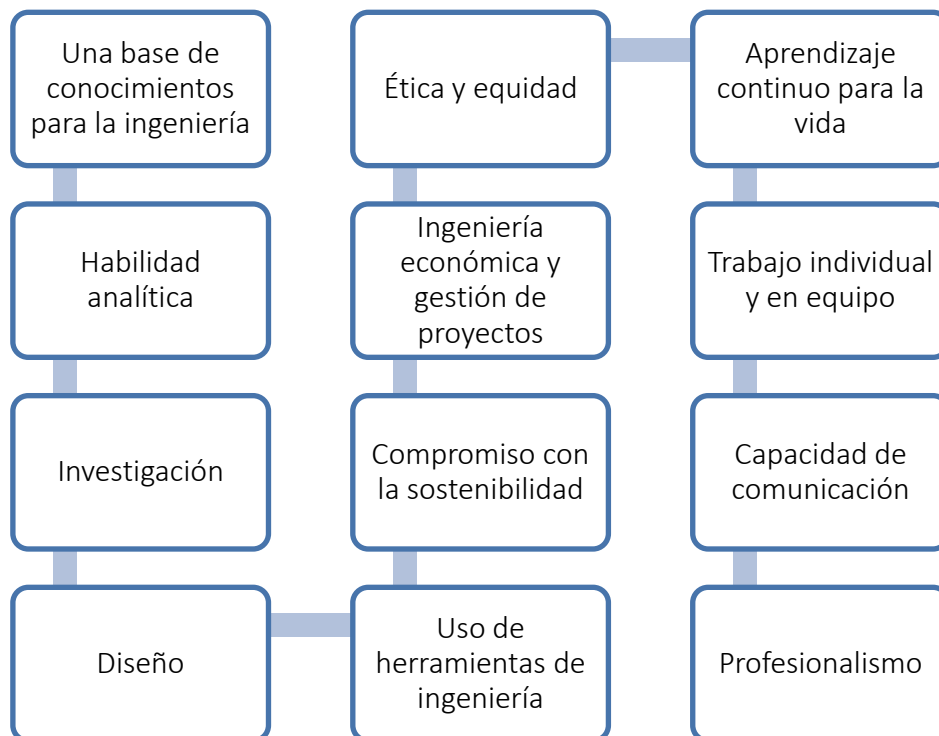 Una base de
conocimientos
para la ingeniería
Habilidad
analítica
Investigación
Diseño
Uso de
herramientas de
ingeniería
Compromiso con
la sostenibilidad
Ingeniería
económica y
gestión de
proyectos
Ética y equidad
Aprendizaje
continuo para la
vida
Trabajo individual
y en equipo
Capacidad de
comunicación
Profesionalismo